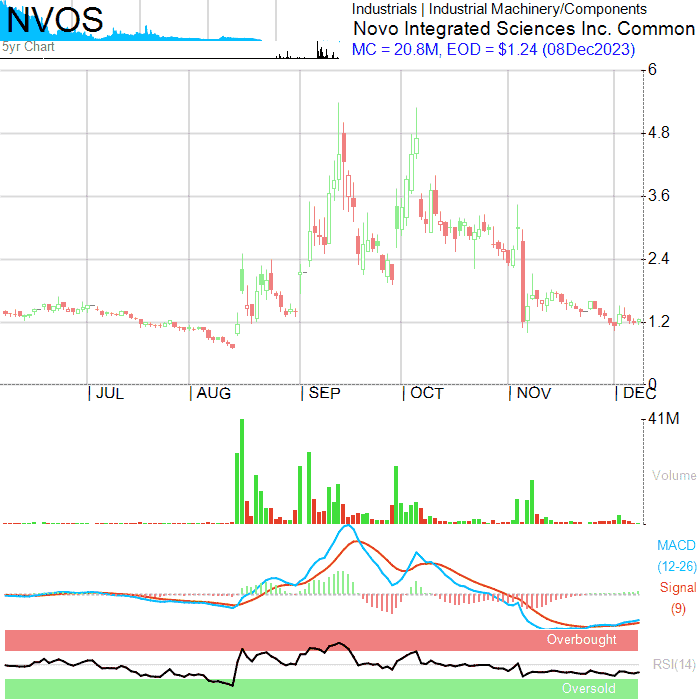 NVOS
Industrials | Industrial Machinery/Components
Novo Integrated Sciences Inc. Common
MC = 20.8M, EOD = $1.24 (08Dec2023)
5yr Chart
6
4.8
3.6
2.4
1.2
0
JUL
AUG
SEP
OCT
NOV
DEC
41M
Volume
MACD
(12-26)
Signal
(9)
Overbought
RSI(14)
Oversold